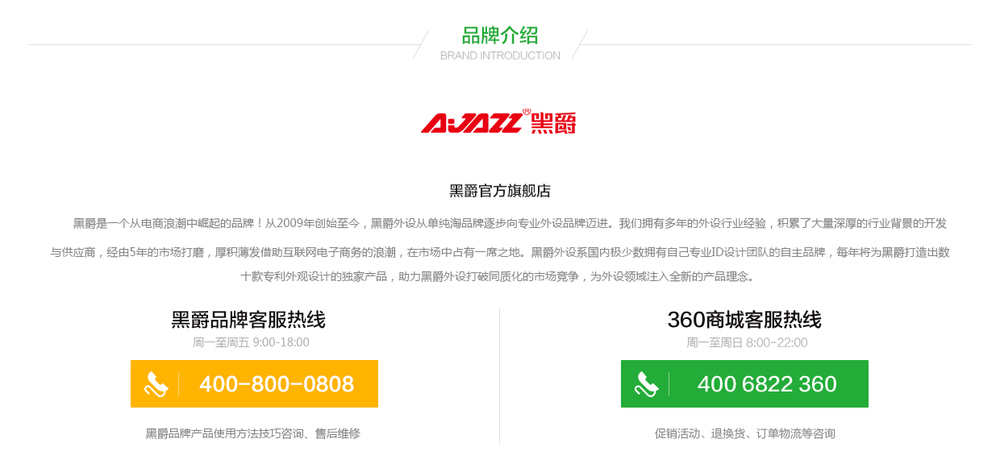 品牌介绍
BRAND INTRODUCTION
A·JAZZ®黑爵
黑爵官方旗舰店
黑爵是一个从电商浪潮中崛起的品牌！从2009年创始至今，黑爵外设从单纯淘品牌逐步向专业外设品牌迈进。我们拥有多年的外设行业经验，积累了大量深厚的行业背景的开发
与供应商，经由5年的市场打磨，厚积薄发借助互联网电子商务的浪潮，在市场中占有一席之地。黑爵外设系国内极少数拥有自己专业ID设计团队的自主品牌，每年将为黑爵打造出数
十款专利外观设计的独家产品，助力黑爵外设打破同质化的市场竞争，为外设领域注入全新的产品理念。
黑爵品牌客服热线
周一至周五 9:00-18:00
400-800-0808
黑爵品牌产品使用方法技巧咨询、售后维修
360商城客服热线
周一至周日 8:00-22:00
400 6822 360
促销活动、退换货、订单物流等咨询